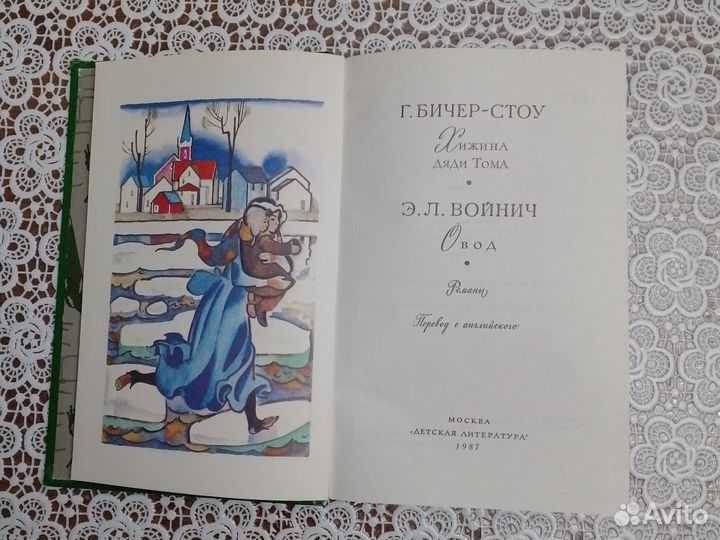 Г. БИЧЕР-СТОУ
ХИЖИНА
ДЯДИ ТОМА
•
Э. Л. ВОЙНИЧ
ОВОД
•
Романы
Перевод с английского
МОСКВА
«ДЕТСКАЯ ЛИТЕРАТУРА»
1987
Avito